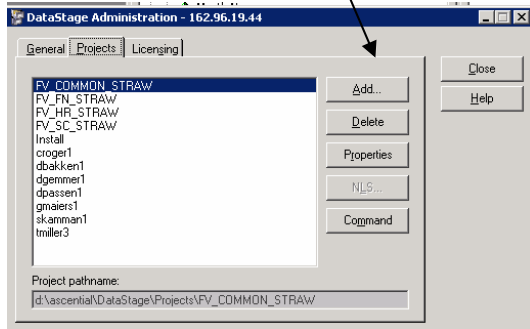 DataStage Administration - 162.96.19.44
General Projects Licensing
FV_COMMON_STRAW
FV_FN_STRAW
FV_HR_STRAW
FV_SC_STRAW
Install
croger1
dbakken1
dgemmer1
dpassen1
gmaiers1
skamman1
tmiller3
Add...
Delete
Properties
NLS...
Command
Close
Help
Project pathname:
d:\ascential\DataStage\Projects\FV_COMMON_STRAW